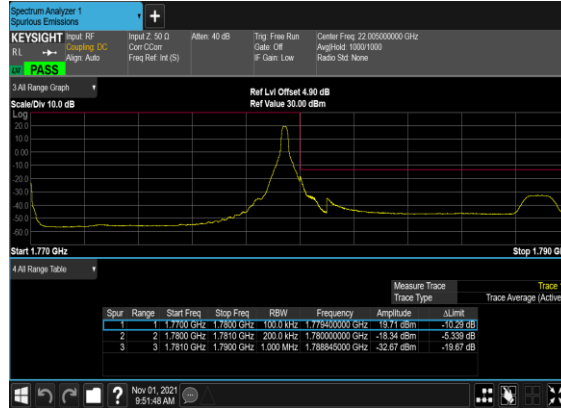 Spectrum Analyzer 1
Spurious Emissions
+
KEYSIGHT Input: RF
RL Coupling: DC
Align: Auto
LW PASS
Input Z: 50 Ω
Corr CCorr
Freq Ref: Int (S)
Atten: 40 dB
Trig: Free Run
Gate: Off
IF Gain: Low
Center Freq: 22.005000000 GHz
Avg|Hold: 1000/1000
Radio Std: None
3 All Range Graph
Scale/Div 10.0 dB
Ref Lvl Offset 4.90 dB
Ref Value 30.00 dBm
Log
20.0
10.0
0.00
-10.0
-20.0
-30.0
-40.0
-50.0
-60.0
Start 1.770 GHz
Stop 1.790 G
4 All Range Table
Measure Trace Trace
Trace Type Trace Average (Active
Spur Range Start Freq Stop Freq RBW Frequency Amplitude ΔLimit
1 1 1.7700 GHz 1.7800 GHz 100.0 kHz 1.779400000 GHz 19.71 dBm -10.29 dB
2 2 1.7800 GHz 1.7810 GHz 200.0 kHz 1.780000000 GHz -18.34 dBm -5.339 dB
3 3 1.7810 GHz 1.7900 GHz 1.000 MHz 1.788845000 GHz -32.67 dBm -19.67 dB
?
Nov 01, 2021
9:51:48 AM